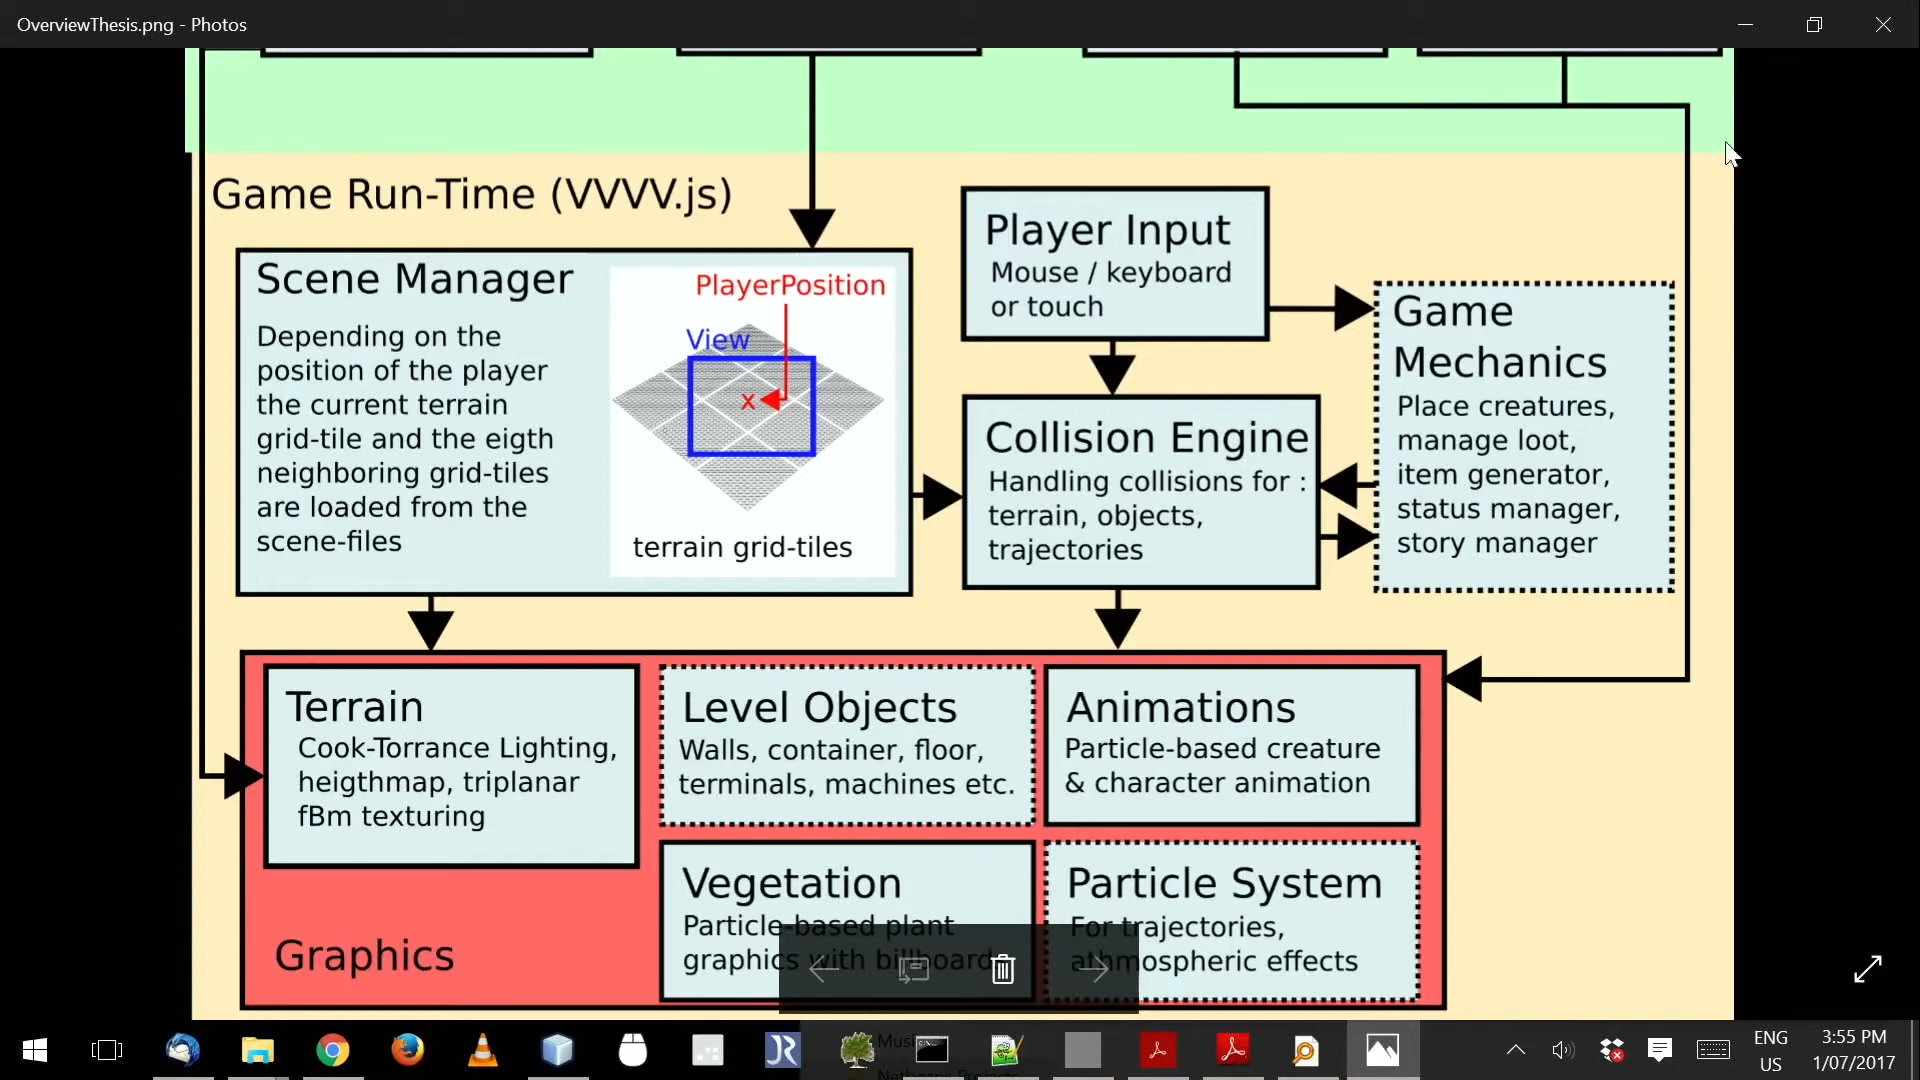 OverviewThesis.png - Photos
Game Run-Time (VVVV.js)
Scene Manager
Depending on the
position of the player
the current terrain
grid-tile and the eigth
neighboring grid-tiles
are loaded from the
scene-files
PlayerPosition
View
x
terrain grid-tiles
Player Input
Mouse / keyboard
or touch
Collision Engine
Handling collisions for :
terrain, objects,
trajectories
Game
Mechanics
Place creatures,
manage loot,
item generator,
status manager,
story manager
Terrain
Cook-Torrance Lighting,
heigthmap, triplanar
fBm texturing
Level Objects
Walls, container, floor,
terminals, machines etc.
Animations
Particle-based creature
& character animation
Vegetation
Particle-based plant
graphics with billboard
Particle System
For trajectories,
athmospheric effects
Graphics
ENG
US
3:55 PM
1/07/2017